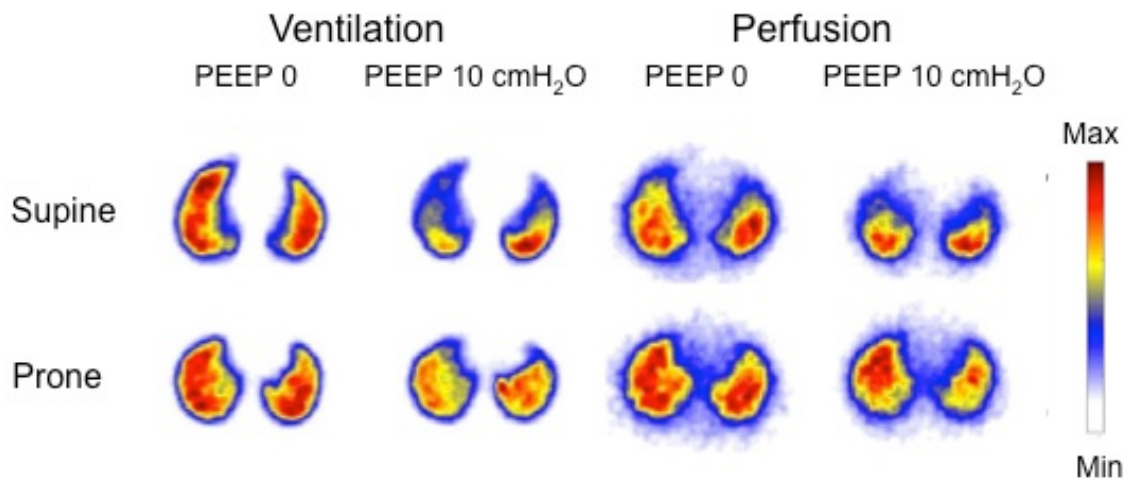 Ventilation Perfusion
PEEP 0 PEEP 10 cmH₂O PEEP 0 PEEP 10 cmH₂O
Max
Supine
Prone
Min